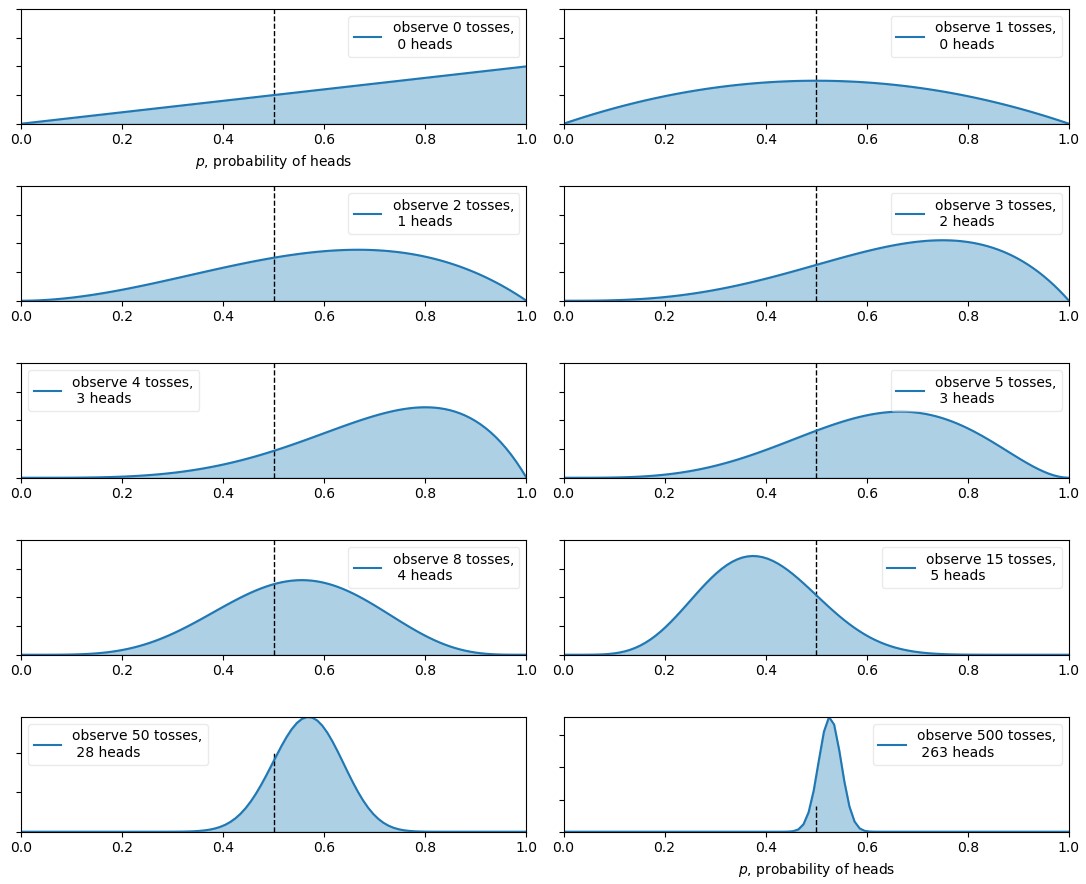 observe 0 tosses,
0 heads
0.0 0.2 0.4 0.6 0.8 1.0
p, probability of heads
observe 1 tosses,
0 heads
0.0 0.2 0.4 0.6 0.8 1.0
observe 2 tosses,
1 heads
0.0 0.2 0.4 0.6 0.8 1.0
observe 3 tosses,
2 heads
0.0 0.2 0.4 0.6 0.8 1.0
observe 4 tosses,
3 heads
0.0 0.2 0.4 0.6 0.8 1.0
observe 5 tosses,
3 heads
0.0 0.2 0.4 0.6 0.8 1.0
observe 8 tosses,
4 heads
0.0 0.2 0.4 0.6 0.8 1.0
observe 15 tosses,
5 heads
0.0 0.2 0.4 0.6 0.8 1.0
observe 50 tosses,
28 heads
0.0 0.2 0.4 0.6 0.8 1.0
observe 500 tosses,
263 heads
0.0 0.2 0.4 0.6 0.8 1.0
p, probability of heads